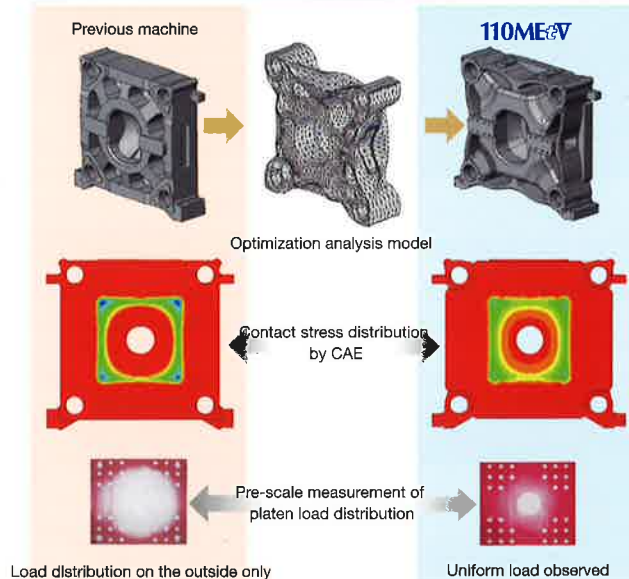 Previous machine
110MEtV
Optimization analysis model
Contact stress distribution
by CAE
Pre-scale measurement of
platen load distribution
Load distribution on the outside only
Uniform load observed